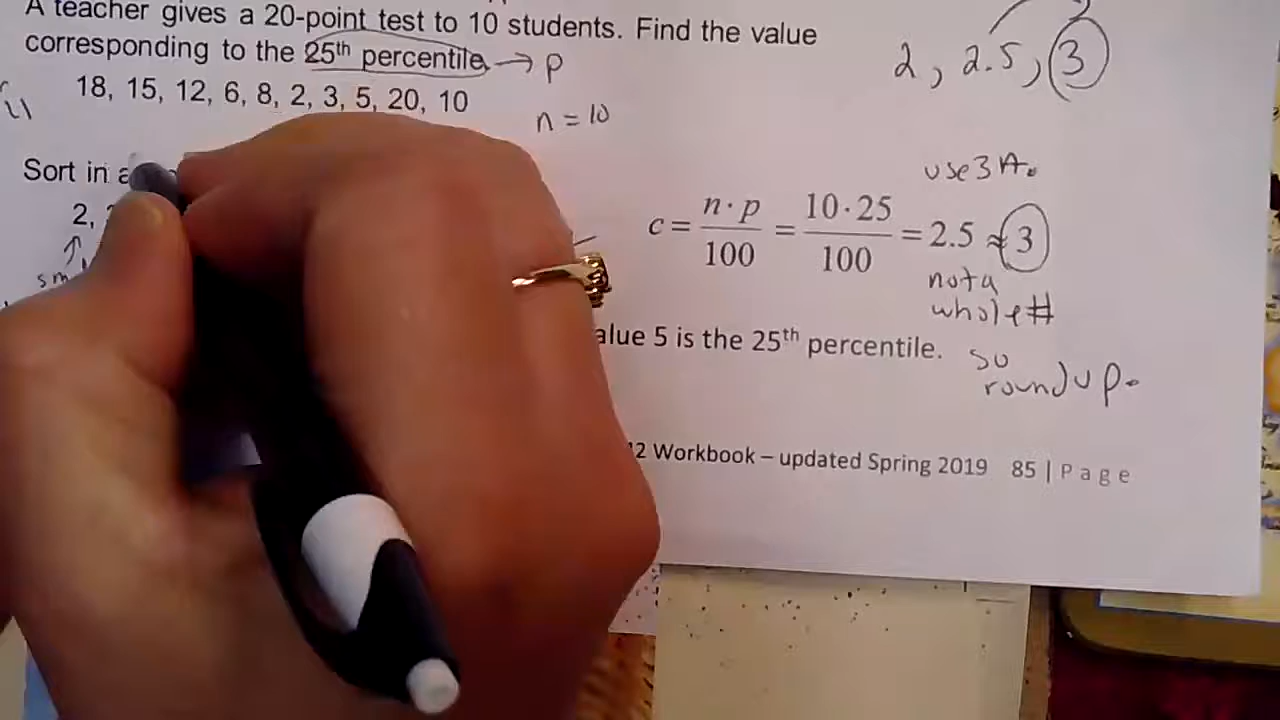 A teacher gives a 20-point test to 10 students. Find the value
corresponding to the 25th percentile. → p
18, 15, 12, 6, 8, 2, 3, 5, 20, 10
n = 10
2, 2.5, 3
Sort in a
2,
use 3A.
c = n · p / 100 = 10 · 25 / 100 = 2.5 ≈ 3
not a
whole #
so
round up.
alue 5 is the 25th percentile.
2 Workbook – updated Spring 2019 85 | P a g e